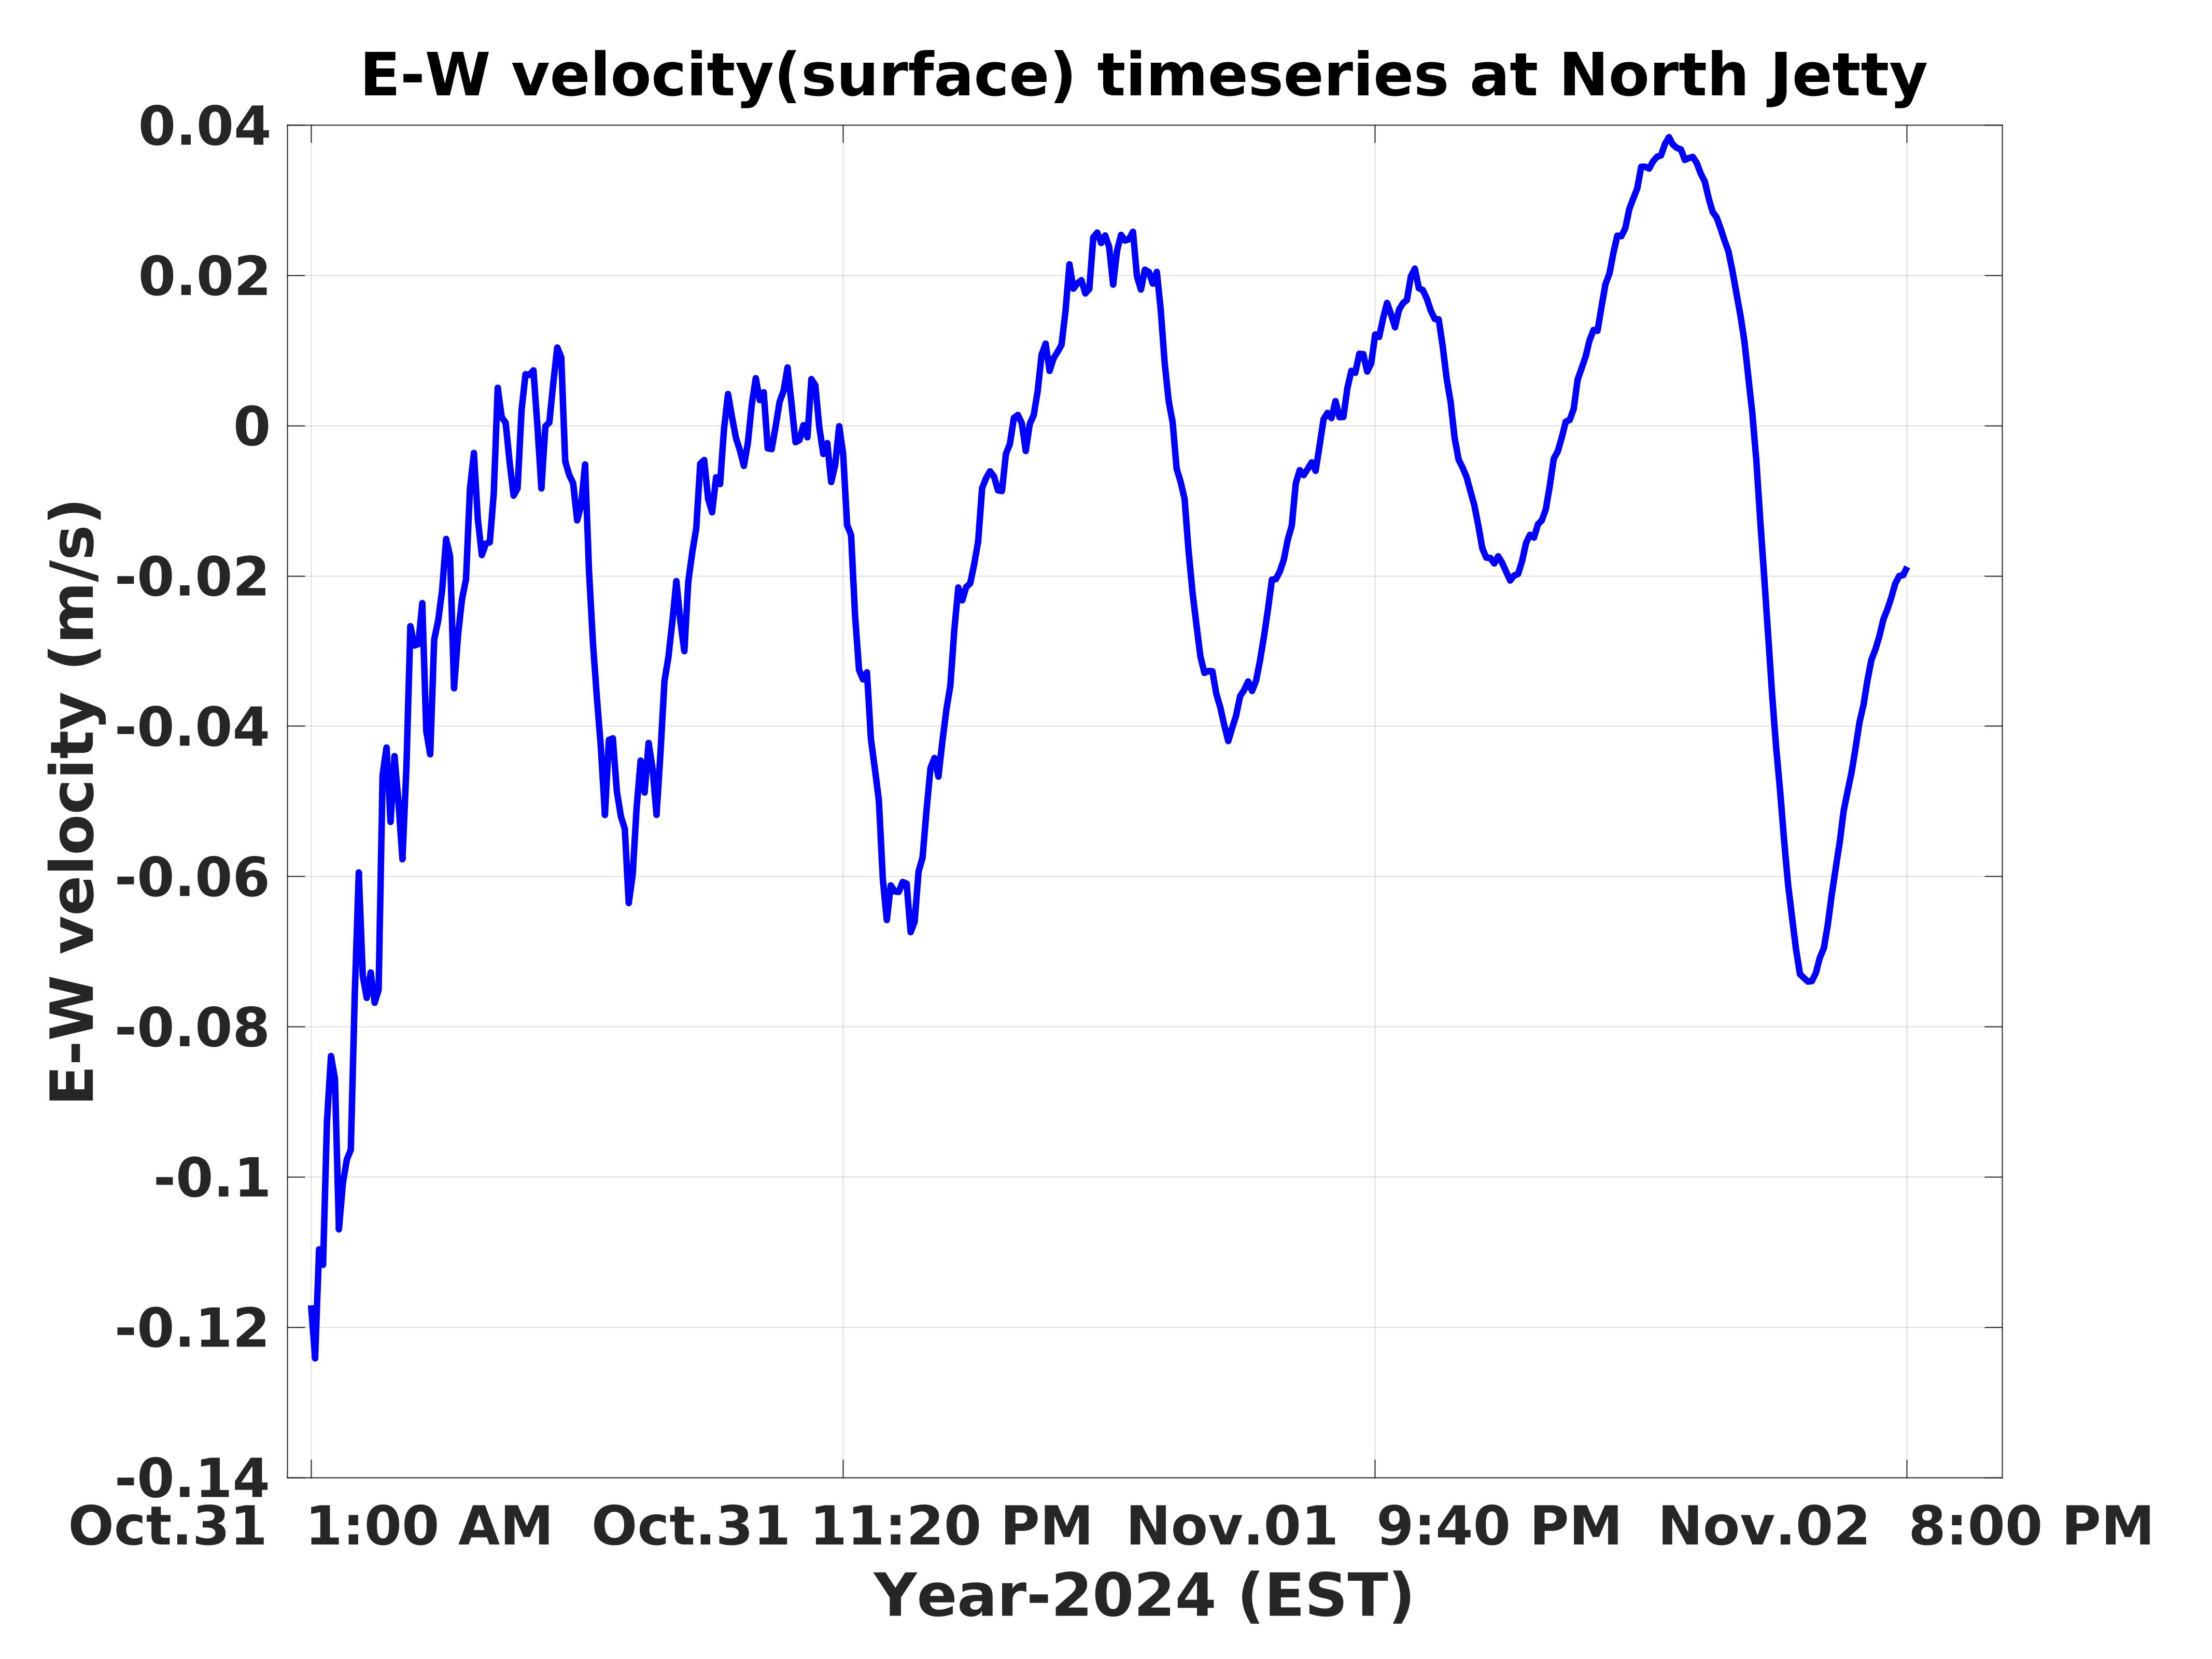 E-W velocity(surface) timeseries at North Jetty
E-W velocity (m/s)
0.04
0.02
0
-0.02
-0.04
-0.06
-0.08
-0.1
-0.12
-0.14
Oct.31 1:00 AM Oct.31 11:20 PM Nov.01 9:40 PM Nov.02 8:00 PM
Year-2024 (EST)